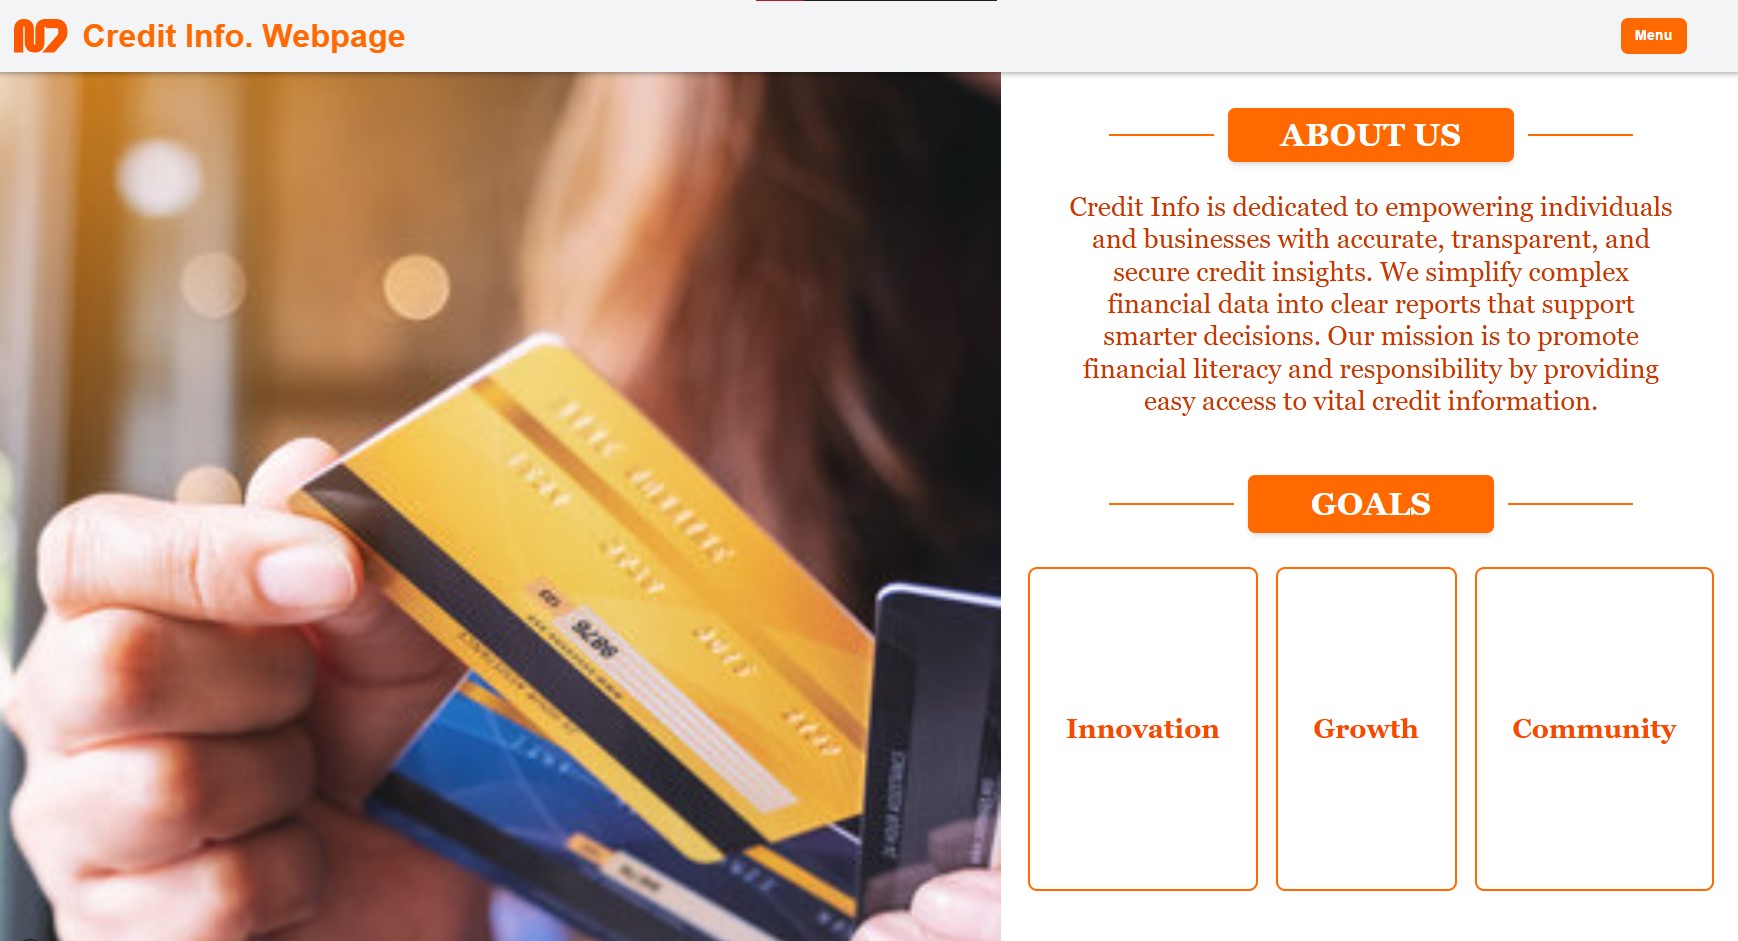 Credit Info. Webpage
Menu
ABOUT US
Credit Info is dedicated to empowering individuals
and businesses with accurate, transparent, and
secure credit insights. We simplify complex
financial data into clear reports that support
smarter decisions. Our mission is to promote
financial literacy and responsibility by providing
easy access to vital credit information.
GOALS
Innovation
Growth
Community
9876